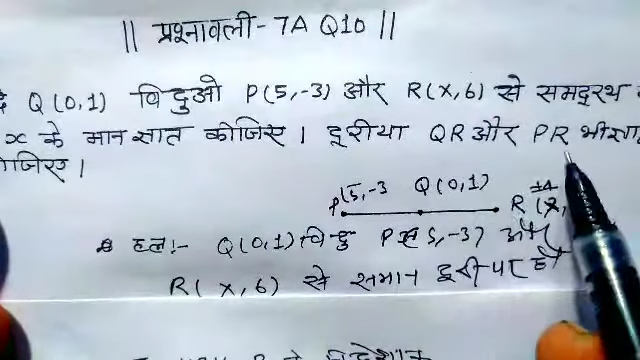 || प्रश्नावली - 7A Q10 ||
Q(0,1) विदुओ P(5,-3) और R(x,6) से समदुरथ
x के मान सात कीजिए । दूरीया QR और PR भी
P(5,-3 Q(0,1) R(x,
हल:- Q(0,1) विदु P(5,-3) और
R(x,6) से समान दूरी पर है